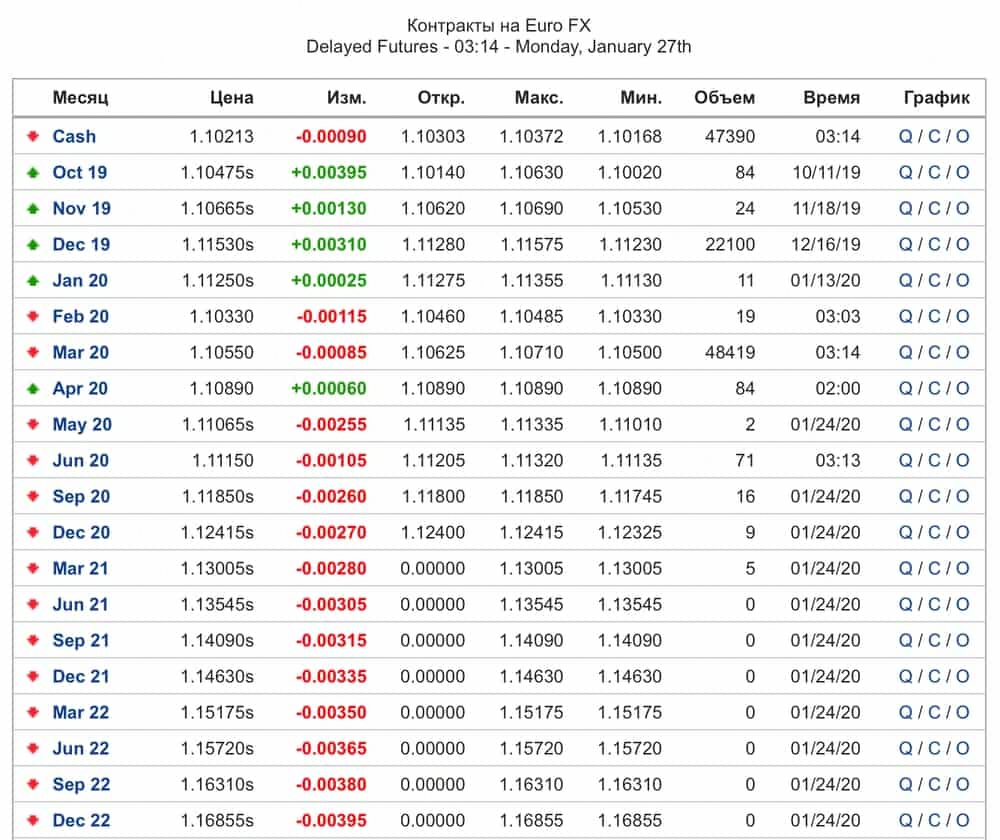 Контракты на Euro FX
Delayed Futures - 03:14 - Monday, January 27th
Месяц Цена Изм. Откр. Макс. Мин. Объем Время График
Cash 1.10213 -0.00090 1.10303 1.10372 1.10168 47390 03:14 Q / C / O
Oct 19 1.10475s +0.00395 1.10140 1.10630 1.10020 84 10/11/19 Q / C / O
Nov 19 1.10665s +0.00130 1.10620 1.10690 1.10530 24 11/18/19 Q / C / O
Dec 19 1.11530s +0.00310 1.11280 1.11575 1.11230 22100 12/16/19 Q / C / O
Jan 20 1.11250s +0.00025 1.11275 1.11355 1.11130 11 01/13/20 Q / C / O
Feb 20 1.10330 -0.00115 1.10460 1.10485 1.10330 19 03:03 Q / C / O
Mar 20 1.10550 -0.00085 1.10625 1.10710 1.10500 48419 03:14 Q / C / O
Apr 20 1.10890 +0.00060 1.10890 1.10890 1.10890 84 02:00 Q / C / O
May 20 1.11065s -0.00255 1.11135 1.11335 1.11010 2 01/24/20 Q / C / O
Jun 20 1.11150 -0.00105 1.11205 1.11320 1.11135 71 03:13 Q / C / O
Sep 20 1.11850s -0.00260 1.11800 1.11850 1.11745 16 01/24/20 Q / C / O
Dec 20 1.12415s -0.00270 1.12400 1.12415 1.12325 9 01/24/20 Q / C / O
Mar 21 1.13005s -0.00280 0.00000 1.13005 1.13005 5 01/24/20 Q / C / O
Jun 21 1.13545s -0.00305 0.00000 1.13545 1.13545 0 01/24/20 Q / C / O
Sep 21 1.14090s -0.00315 0.00000 1.14090 1.14090 0 01/24/20 Q / C / O
Dec 21 1.14630s -0.00335 0.00000 1.14630 1.14630 0 01/24/20 Q / C / O
Mar 22 1.15175s -0.00350 0.00000 1.15175 1.15175 0 01/24/20 Q / C / O
Jun 22 1.15720s -0.00365 0.00000 1.15720 1.15720 0 01/24/20 Q / C / O
Sep 22 1.16310s -0.00380 0.00000 1.16310 1.16310 0 01/24/20 Q / C / O
Dec 22 1.16855s -0.00395 0.00000 1.16855 1.16855 0 01/24/20 Q / C / O